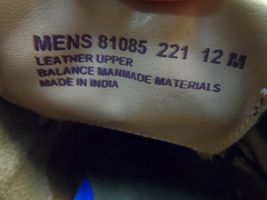 MENS 81085 221 12 M
LEATHER UPPER
BALANCE MANMADE MATERIALS
MADE IN INDIA